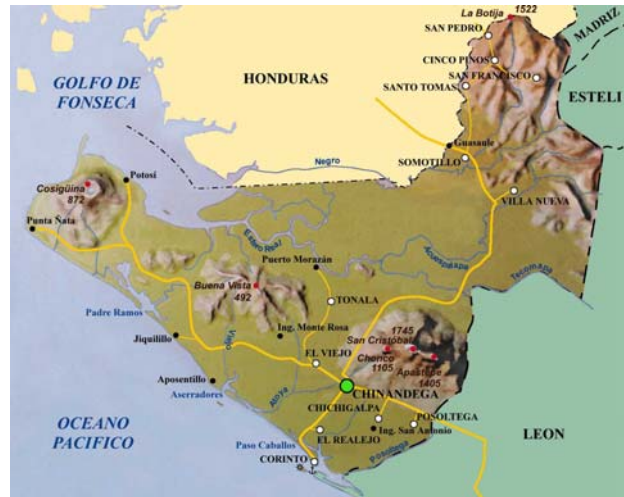 La Botija
1522
SAN PEDRO
MADRIZ
CINCO PINOS
SAN FRANCISCO
SANTO TOMAS
GOLFO DE
FONSECA
HONDURAS
ESTELI
Guasaule
Negro
SOMOTILLO
Potosí
Cosigüina
872
VILLA NUEVA
Punta Ñata
Estero Real
Puerto Morazán
Acuespalapa
Tecomapa
Buena Vista
492
TONALA
Padre Ramos
Ing. Monte Rosa
Jiquilillo
Viejo
1745
San Cristóbal
Chonco
1105
Apastepe
1405
EL VIEJO
Aposentillo
Aserradores
Atoya
CHINANDEGA
CHICHIGALPA
POSOLTEGA
Ing. San Antonio
EL REALEJO
Paso Caballos
Posoltega
CORINTO
OCEANO
PACIFICO
LEON